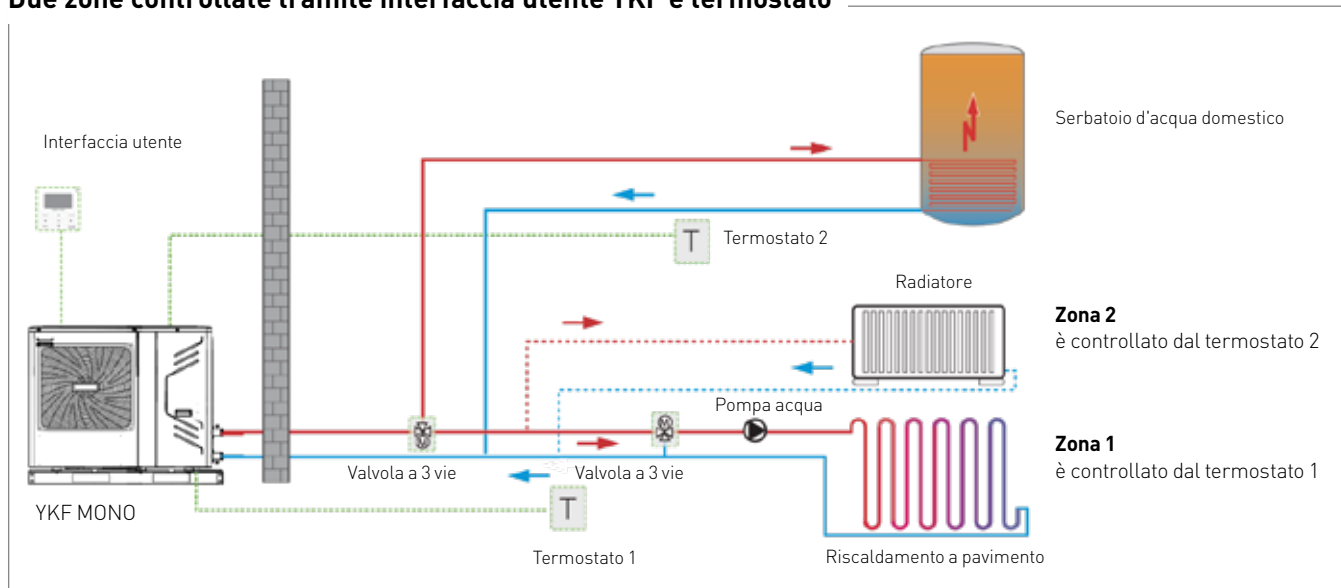 Due zone controllate tramite interfaccia utente YKF e termostato
Interfaccia utente
Serbatoio d'acqua domestico
T
Termostato 2
Radiatore
Zona 2
è controllato dal termostato 2
Pompa acqua
Zona 1
è controllato dal termostato 1
Valvola a 3 vie
Valvola a 3 vie
YKF MONO
T
Termostato 1
Riscaldamento a pavimento